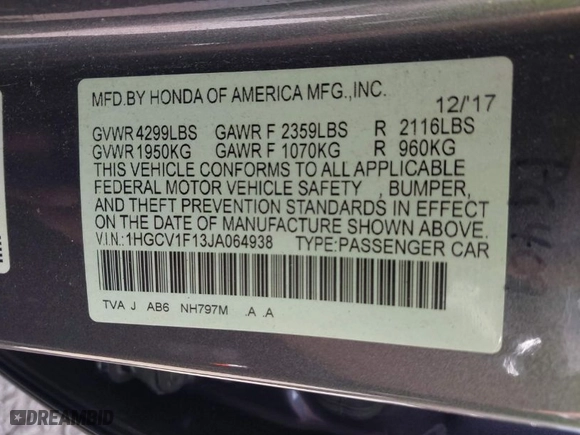 MFD.BY HONDA OF AMERICA MFG.,INC.
12/'17
GVWR 4299LBS GAWR F 2359LBS R 2116LBS
GVWR 1950KG GAWR F 1070KG R 960KG
THIS VEHICLE CONFORMS TO ALL APPLICABLE
FEDERAL MOTOR VEHICLE SAFETY , BUMPER,
AND THEFT PREVENTION STANDARDS IN EFFECT
ON THE DATE OF MANUFACTURE SHOWN ABOVE.
V.I.N.:1HGCV1F13JA064938 TYPE:PASSENGER CAR
TVA J AB6 NH797M .A .A
DREAMBID